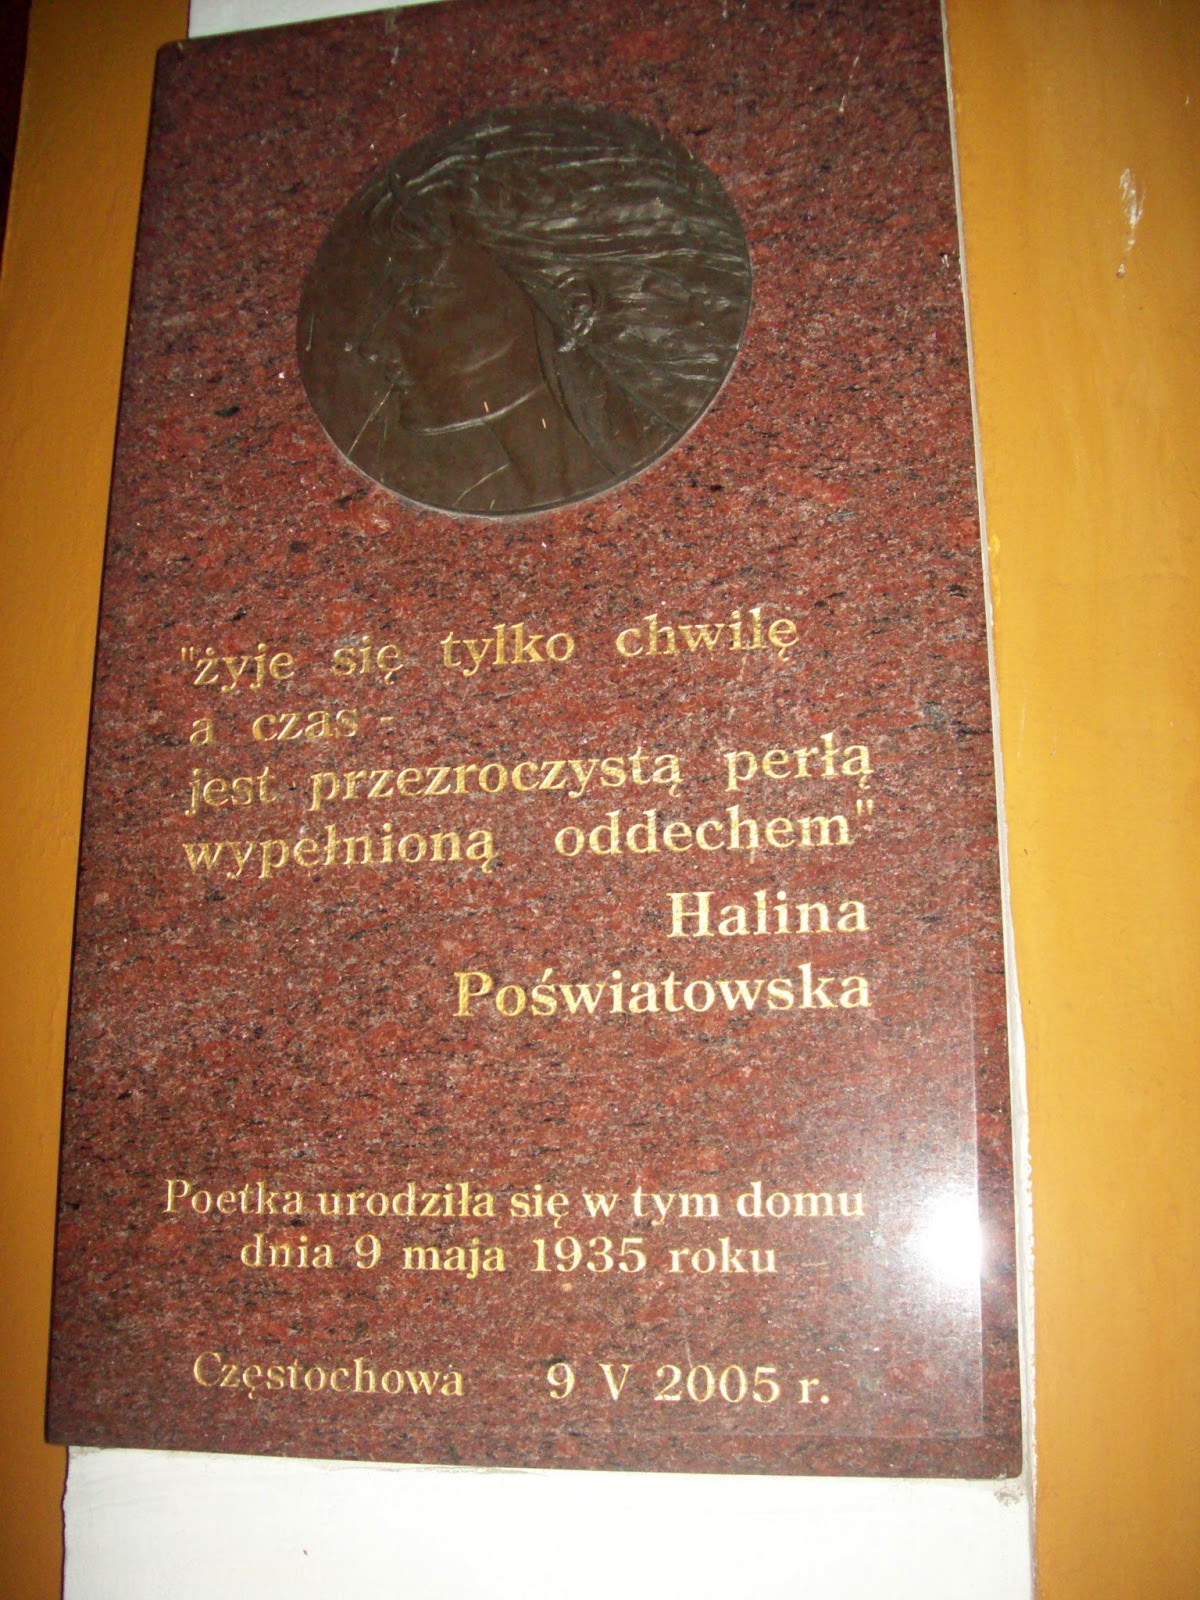 "żyje się tylko chwilę
a czas -
jest przezroczystą perłą
wypełnioną oddechem"
Halina
Poświatowska
Poetka urodziła się w tym domu
dnia 9 maja 1935 roku
Częstochowa 9 V 2005 r.